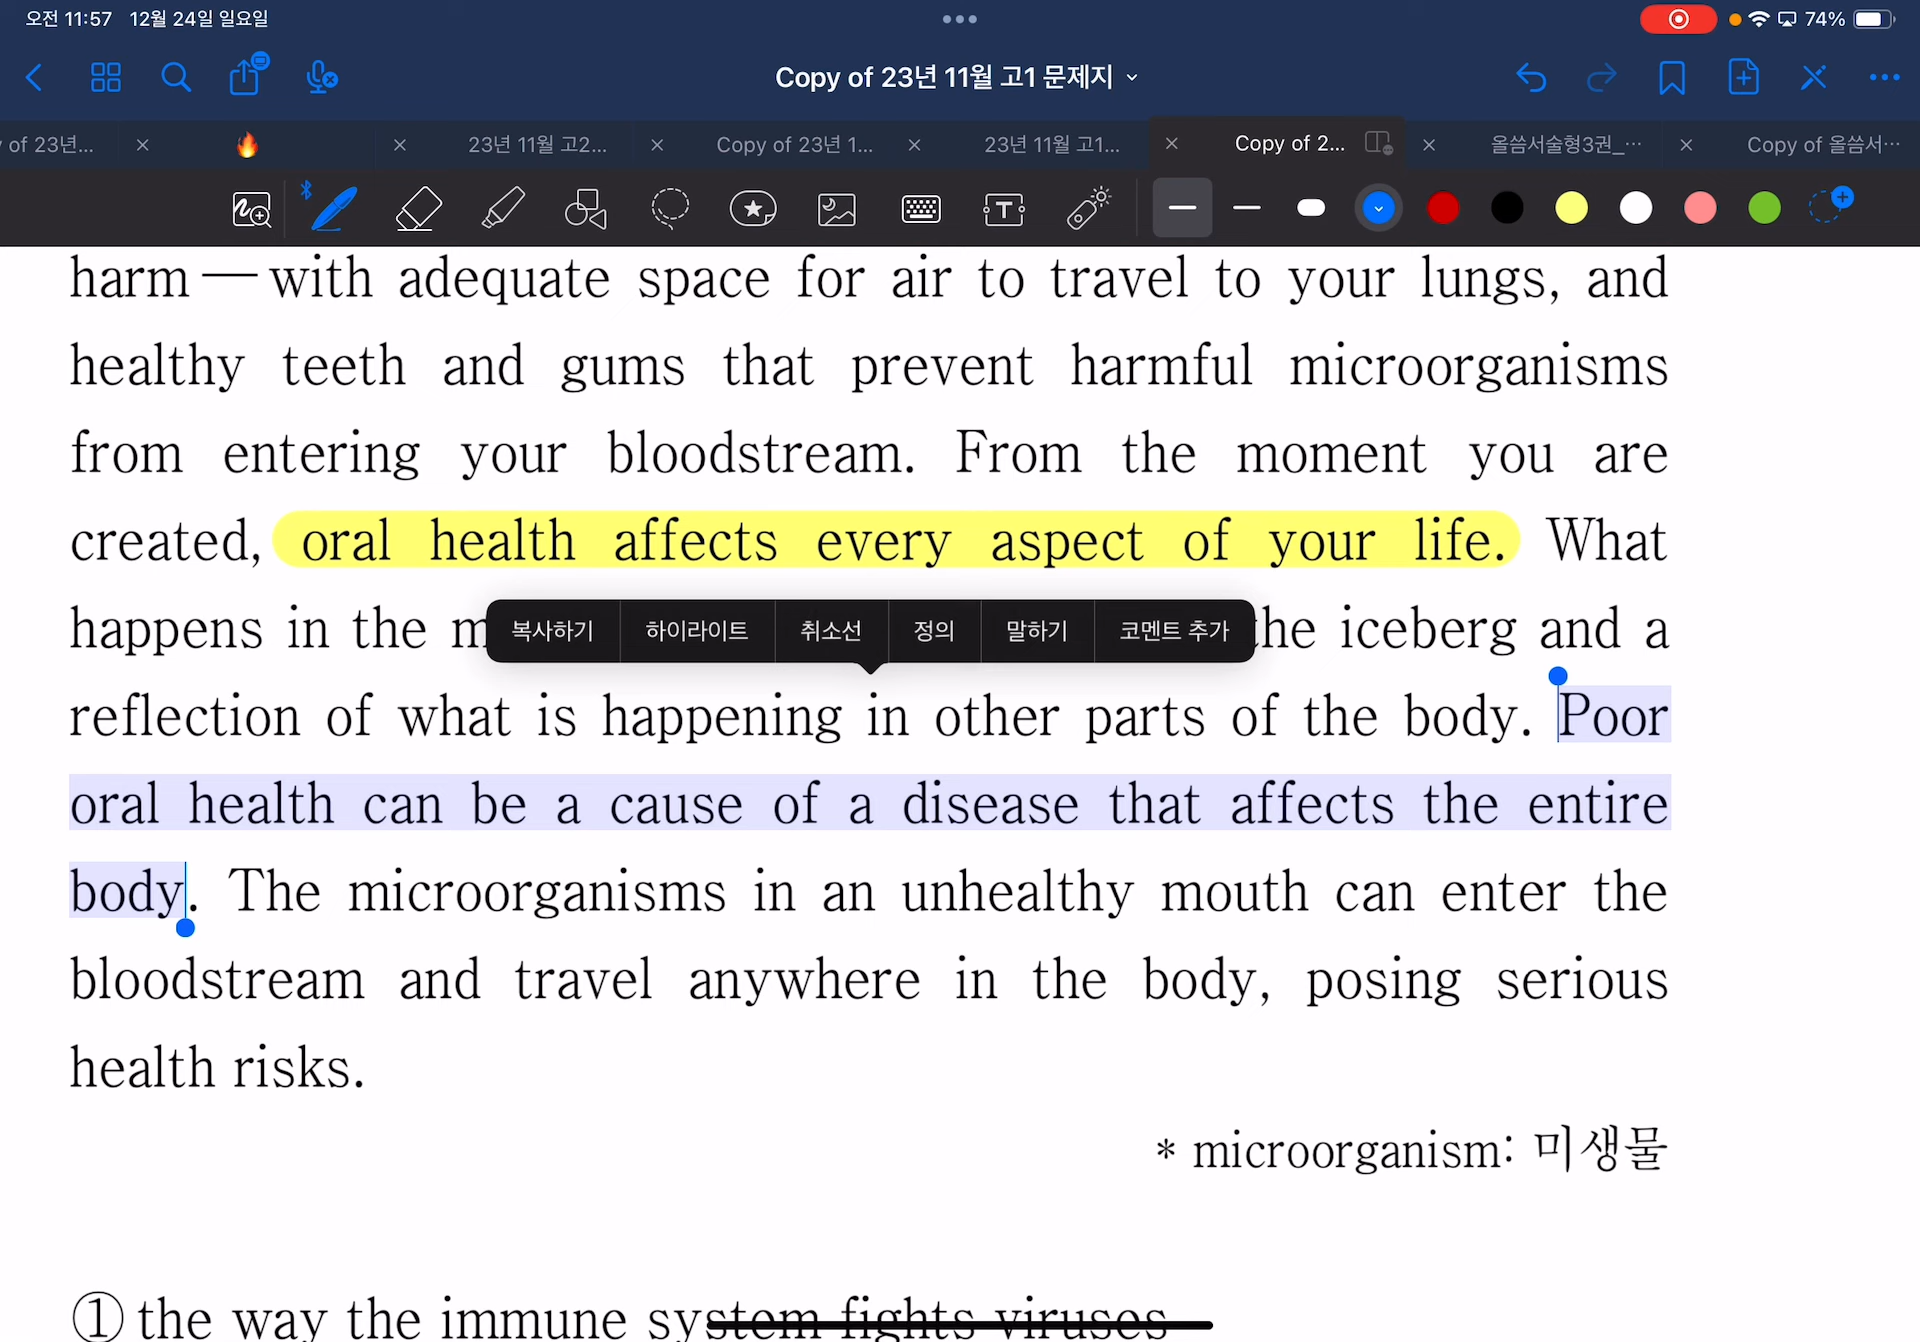 오전 11:57 12월 24일 일요일
74%
Copy of 23년 11월 고1 문제지
of 23년...
23년 11월 고2...
Copy of 23년 1...
23년 11월 고1...
Copy of 2...
올씀서술형3권_...
Copy of 올씀서...
harm — with adequate space for air to travel to your lungs, and
healthy teeth and gums that prevent harmful microorganisms
from entering your bloodstream. From the moment you are
created, oral health affects every aspect of your life. What
happens in the
복사하기 하이라이트 취소선 정의 말하기 코멘트 추가
the iceberg and a
reflection of what is happening in other parts of the body. Poor
oral health can be a cause of a disease that affects the entire
body. The microorganisms in an unhealthy mouth can enter the
bloodstream and travel anywhere in the body, posing serious
health risks.
* microorganism: 미생물
① the way the immune system fights viruses